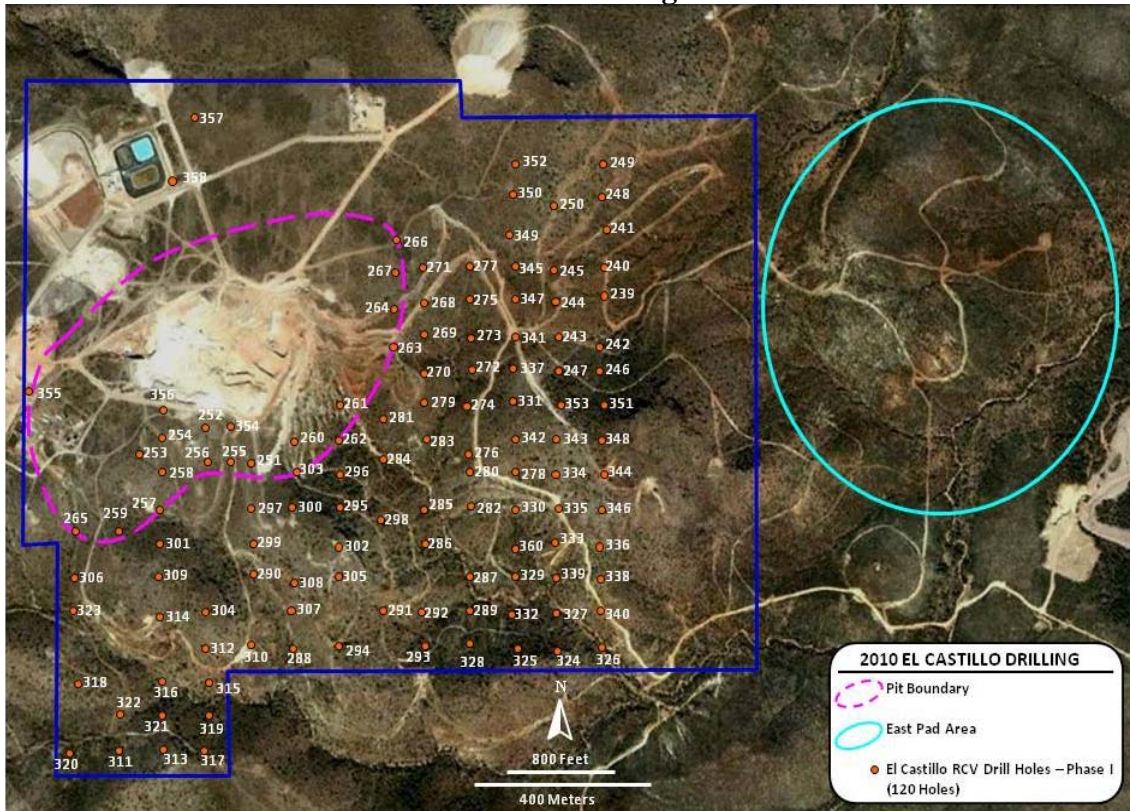 357
358
352 249
350 248
250
349 241
266
267 271 277 345 245 240
264 268 275 347 244 239
269 273 341 243
263 242
270 272 337 247 246
355
356 261 279 274 331 353 351
252 354 281
254 260 262 283 342 343 348
253 256 255 251 284 276
258 303 296 280 278 334 344
257 297 300 295 298 285 282 330 335 346
265 259
301 299 302 286 360 333 336
306 309 290 308 305 287 329 339 338
323 314 304 307 291 292 289 332 327 340
312 310 288 294 293 328 325 324 326
318 316 315
322 321 319
320 311 313 317
N
800 Feet
400 Meters
2010 EL CASTILLO DRILLING
Pit Boundary
East Pad Area
El Castillo RCV Drill Holes – Phase I
(120 Holes)